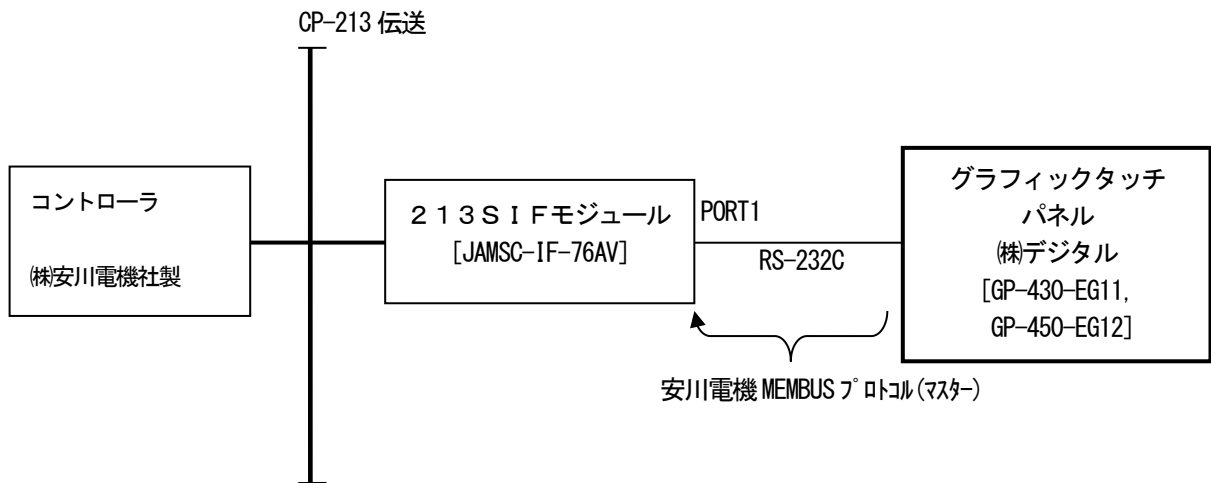 CP-213 伝送
コントローラ
㈱安川電機社製
２１３ＳＩＦモジュール
[JAMSC-IF-76AV]
PORT1
RS-232C
グラフィックタッチ
パネル
㈱デジタル
[GP-430-EG11,
GP-450-EG12]
安川電機 MEMBUS ﾌﾟﾛﾄｺﾙ(ﾏｽﾀｰ)